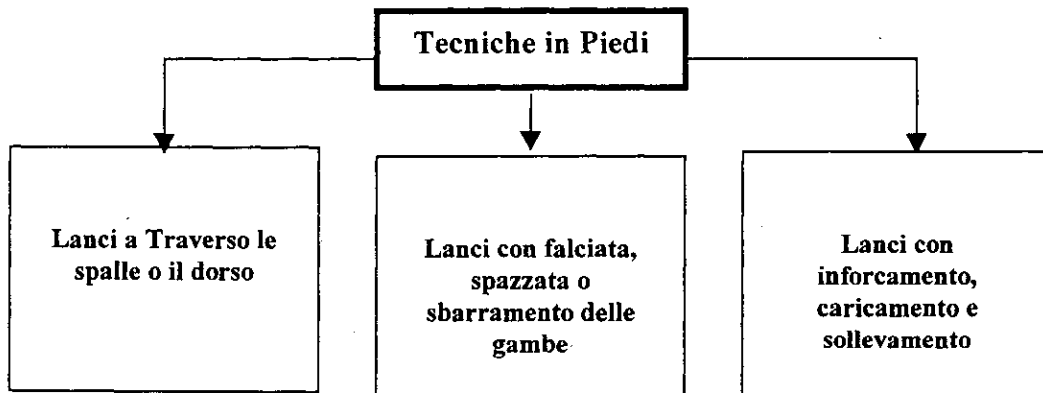 Tecniche in Piedi
Lanci a Traverso le
spalle o il dorso
Lanci con falciata,
spazzata o
sbarramento delle
gambe
Lanci con
inforcamento,
caricamento e
sollevamento